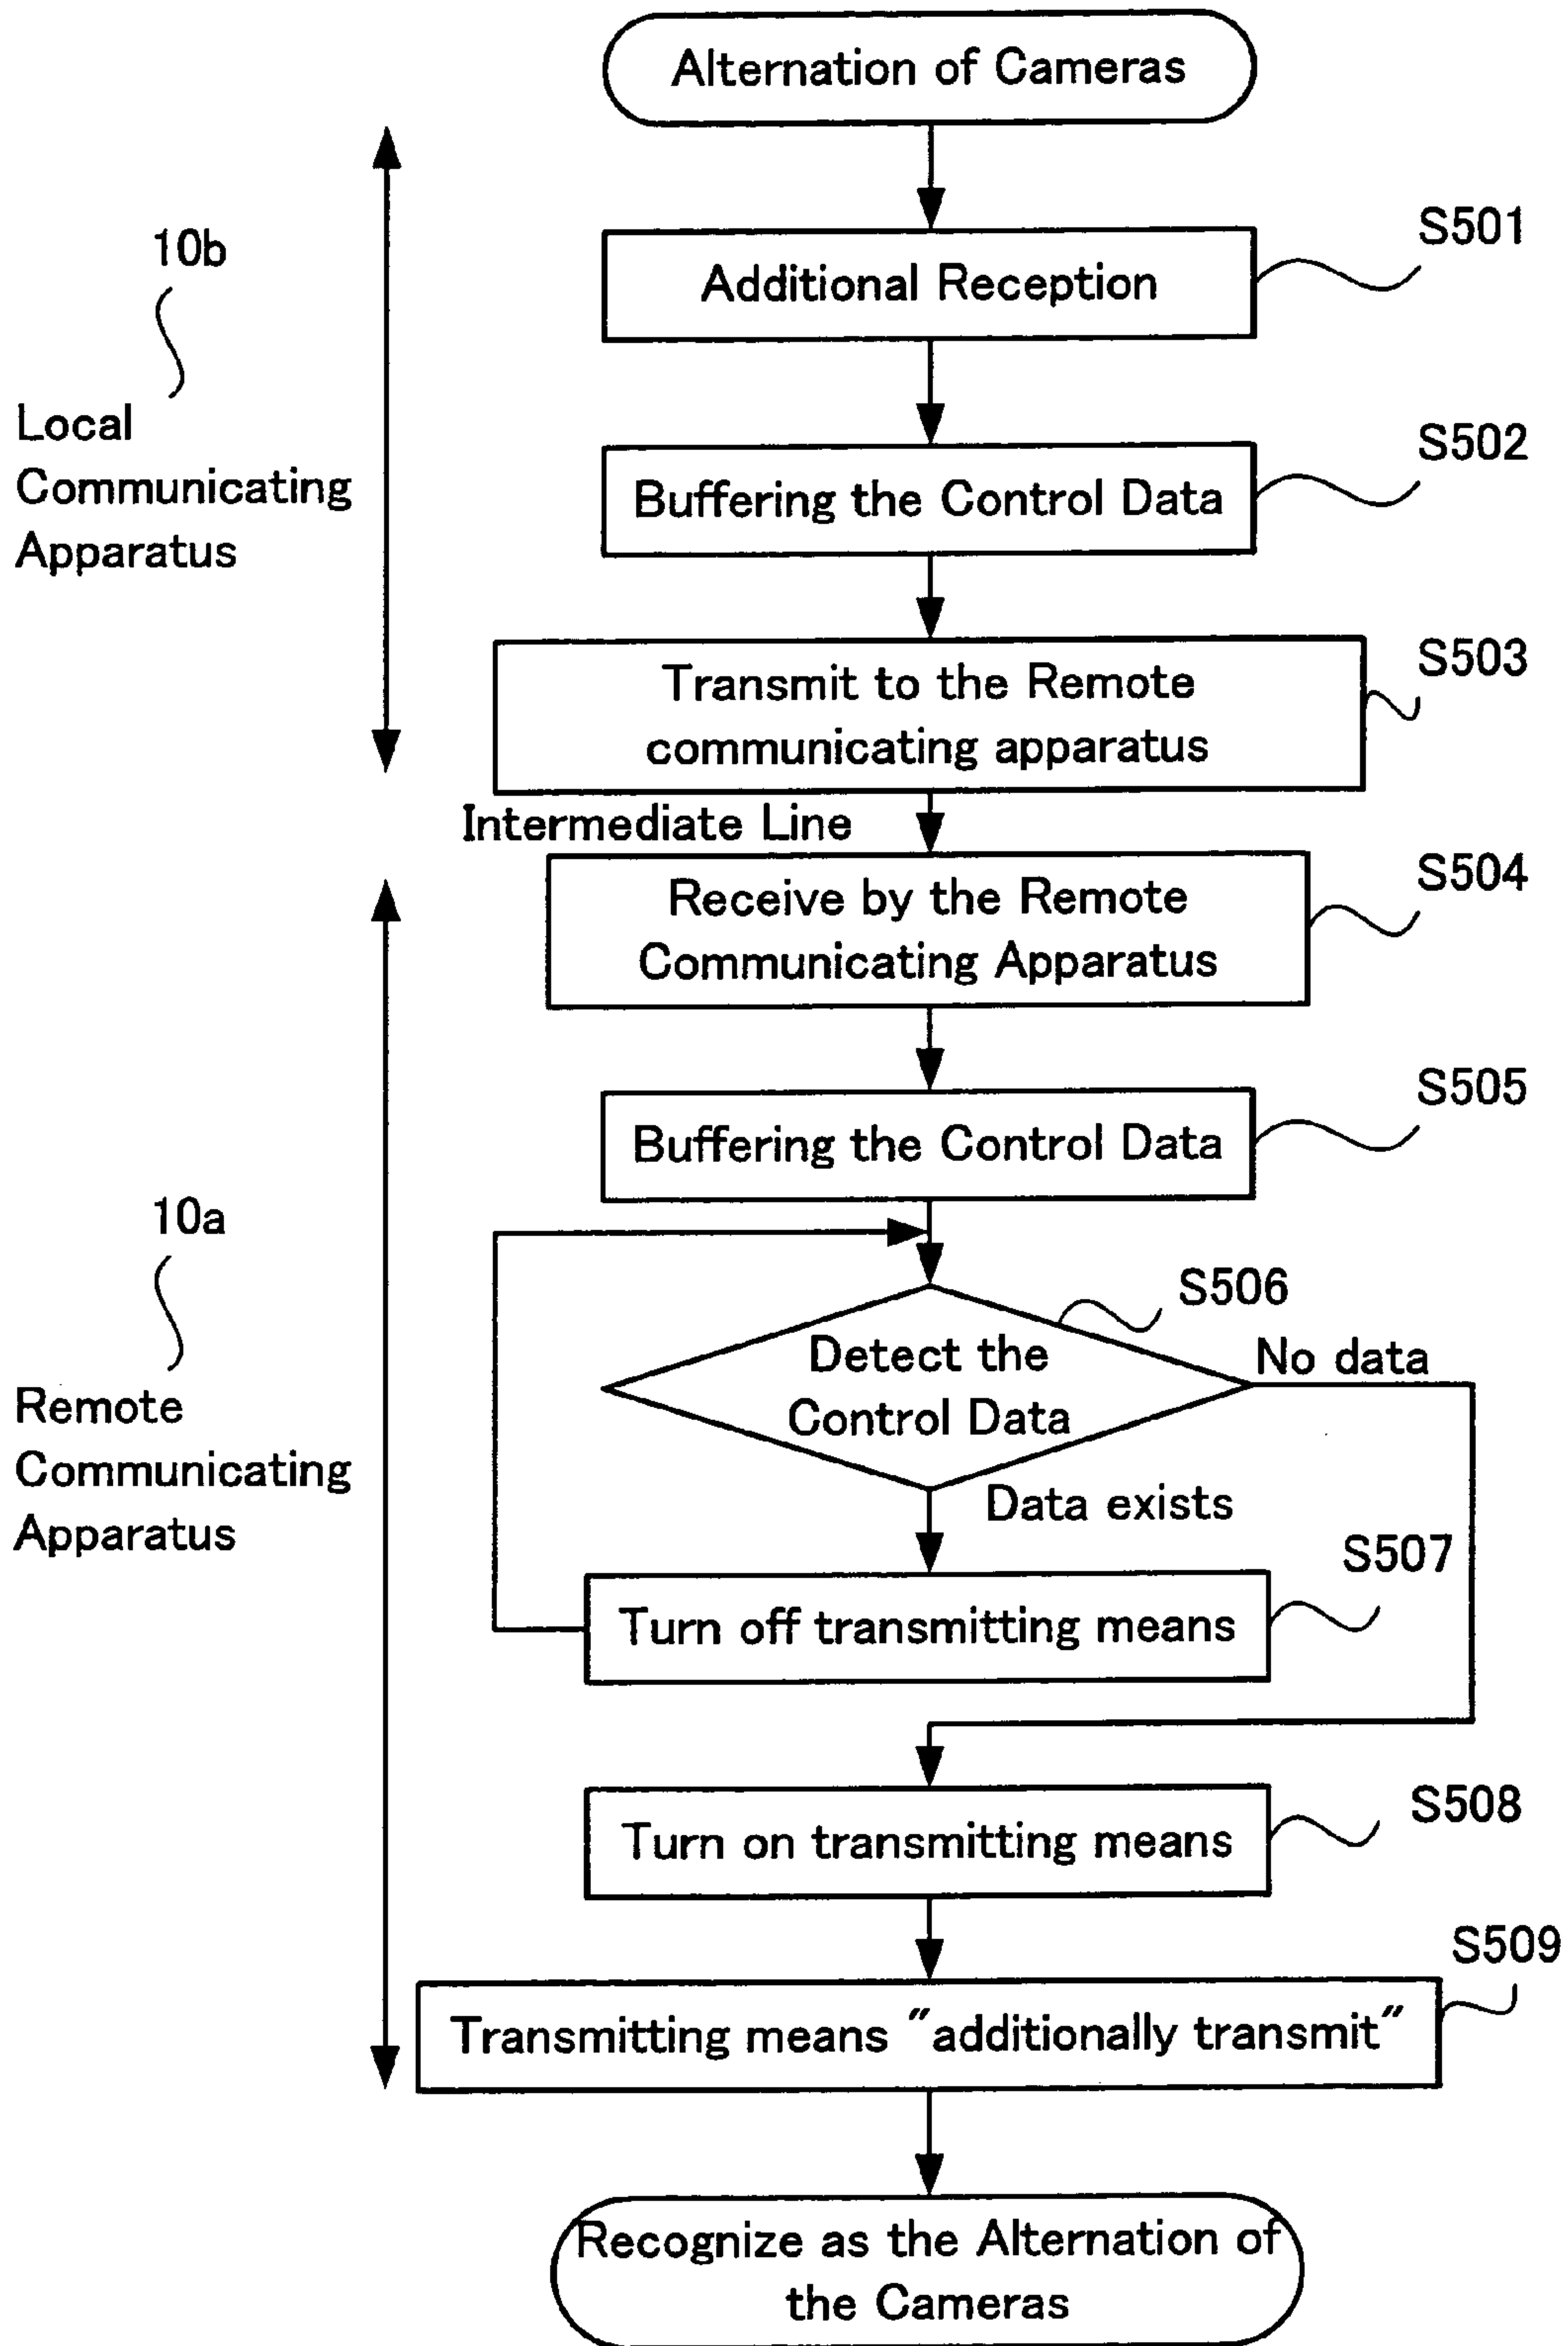 Alternation of Cameras
S501
10b
Additional Reception
Local
Communicating
Apparatus
S502
Buffering the Control Data
S503
Transmit to the Remote
communicating apparatus
Intermediate Line
S504
Receive by the Remote
Communicating Apparatus
S505
Buffering the Control Data
10a
Remote
Communicating
Apparatus
S506
Detect the
Control Data
No data
Data exists
S507
Turn off transmitting means
S508
Turn on transmitting means
S509
Transmitting means "additionally transmit"
Recognize as the Alternation of
the Cameras